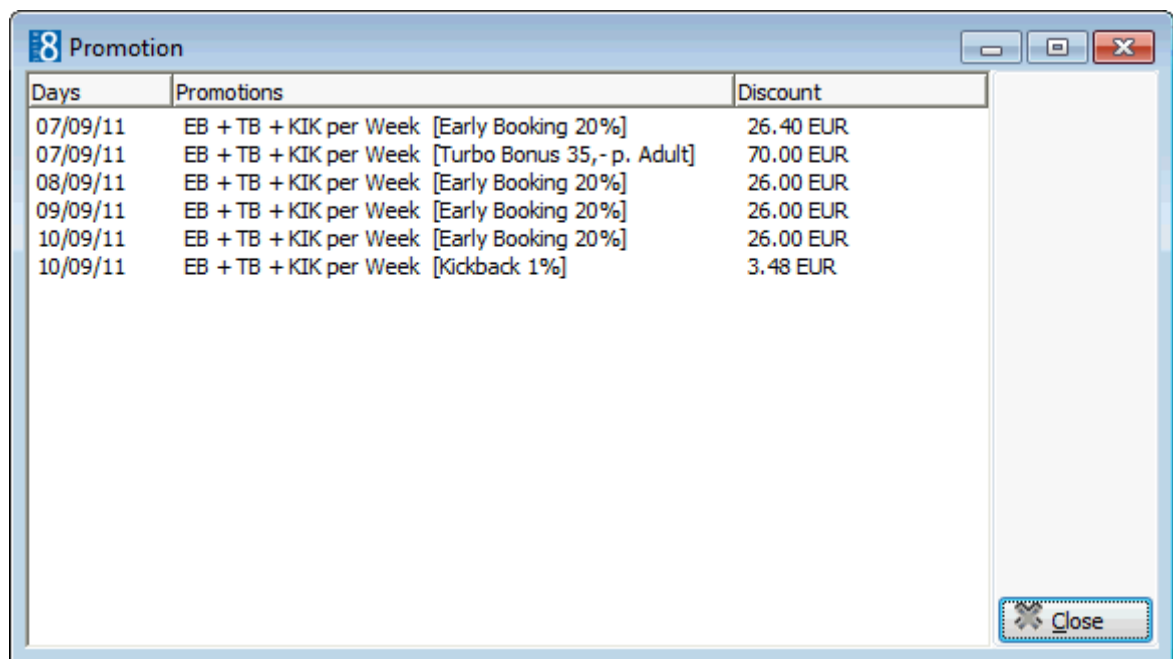 8 Promotion
Days Promotions Discount
07/09/11 EB + TB + KIK per Week [Early Booking 20%] 26.40 EUR
07/09/11 EB + TB + KIK per Week [Turbo Bonus 35,- p. Adult] 70.00 EUR
08/09/11 EB + TB + KIK per Week [Early Booking 20%] 26.00 EUR
09/09/11 EB + TB + KIK per Week [Early Booking 20%] 26.00 EUR
10/09/11 EB + TB + KIK per Week [Early Booking 20%] 26.00 EUR
10/09/11 EB + TB + KIK per Week [Kickback 1%] 3.48 EUR
Close